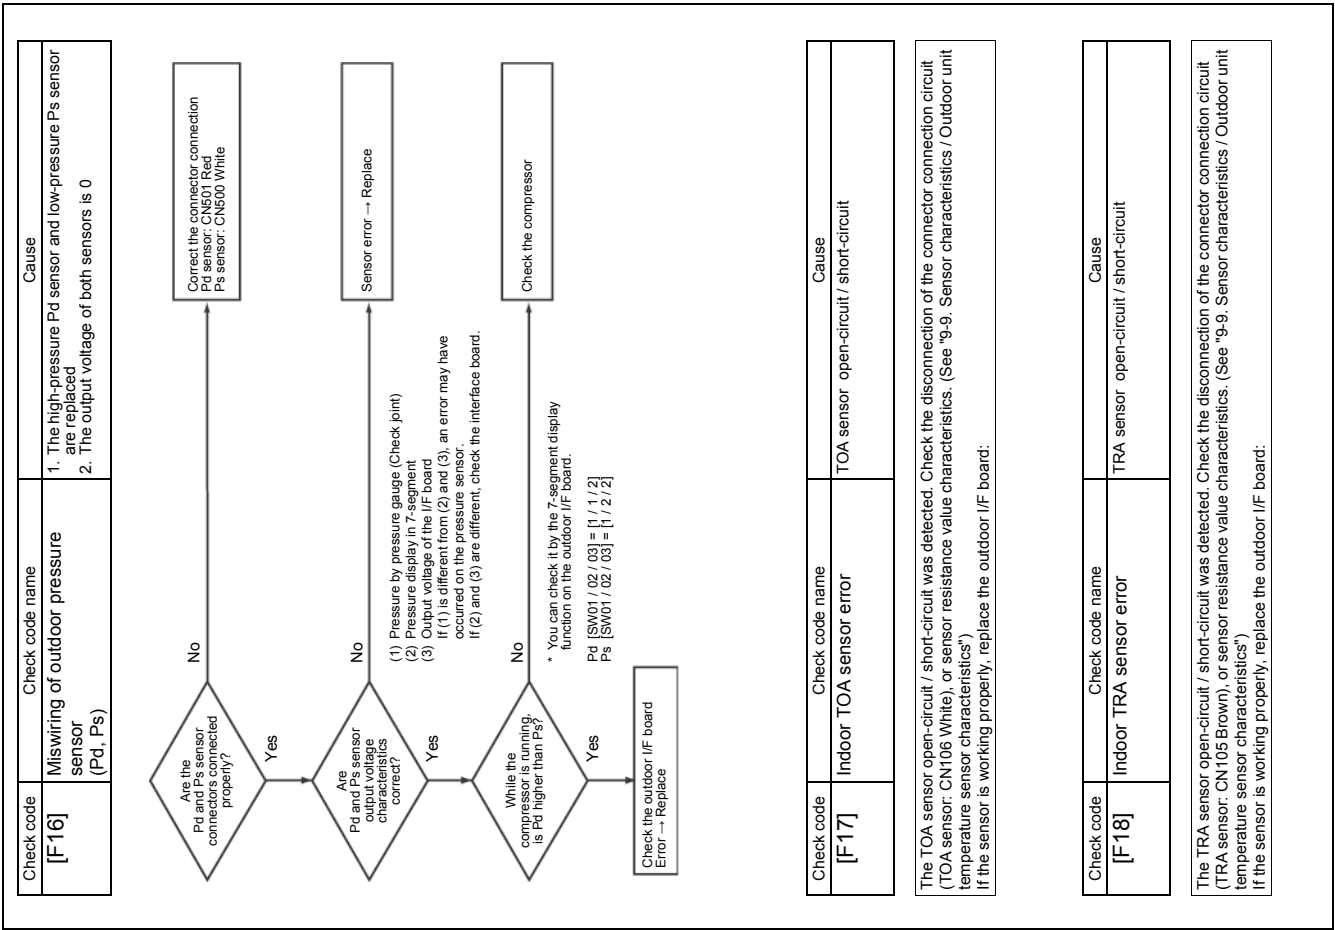 Check code
Check code name
Cause
[F16]
Miswiring of outdoor pressure
sensor
(Pd, Ps)
1. The high-pressure Pd sensor and low-pressure Ps sensor
are replaced
2. The output voltage of both sensors is 0
Are the
Pd and Ps sensor
connectors connected
properly?
No
Correct the connector connection
Pd sensor: CN501 Red
Ps sensor: CN500 White
Yes
Are
Pd and Ps sensor
output voltage
characteristics
correct?
No
Sensor error → Replace
(1) Pressure by pressure gauge (Check joint)
(2) Pressure display in 7-segment
(3) Output voltage of the I/F board
If (1) is different from (2) and (3), an error may have
occurred on the pressure sensor.
If (2) and (3) are different, check the interface board.
Yes
While the
compressor is running,
is Pd higher than Ps?
No
Check the compressor
* You can check it by the 7-segment display
function on the outdoor I/F board.
Pd [SW01 / 02 / 03] = [1 / 1 / 2]
Ps [SW01 / 02 / 03] = [1 / 2 / 2]
Yes
Check the outdoor I/F board
Error → Replace
Check code
Check code name
Cause
[F17]
Indoor TOA sensor error
TOA sensor open-circuit / short-circuit
The TOA sensor open-circuit / short-circuit was detected. Check the disconnection of the connector connection circuit
(TOA sensor: CN106 White), or sensor resistance value characteristics. (See "9-9. Sensor characteristics / Outdoor unit
temperature sensor characteristics")
If the sensor is working properly, replace the outdoor I/F board:
Check code
Check code name
Cause
[F18]
Indoor TRA sensor error
TRA sensor open-circuit / short-circuit
The TRA sensor open-circuit / short-circuit was detected. Check the disconnection of the connector connection circuit
(TRA sensor: CN105 Brown), or sensor resistance value characteristics. (See "9-9. Sensor characteristics / Outdoor unit
temperature sensor characteristics")
If the sensor is working properly, replace the outdoor I/F board: